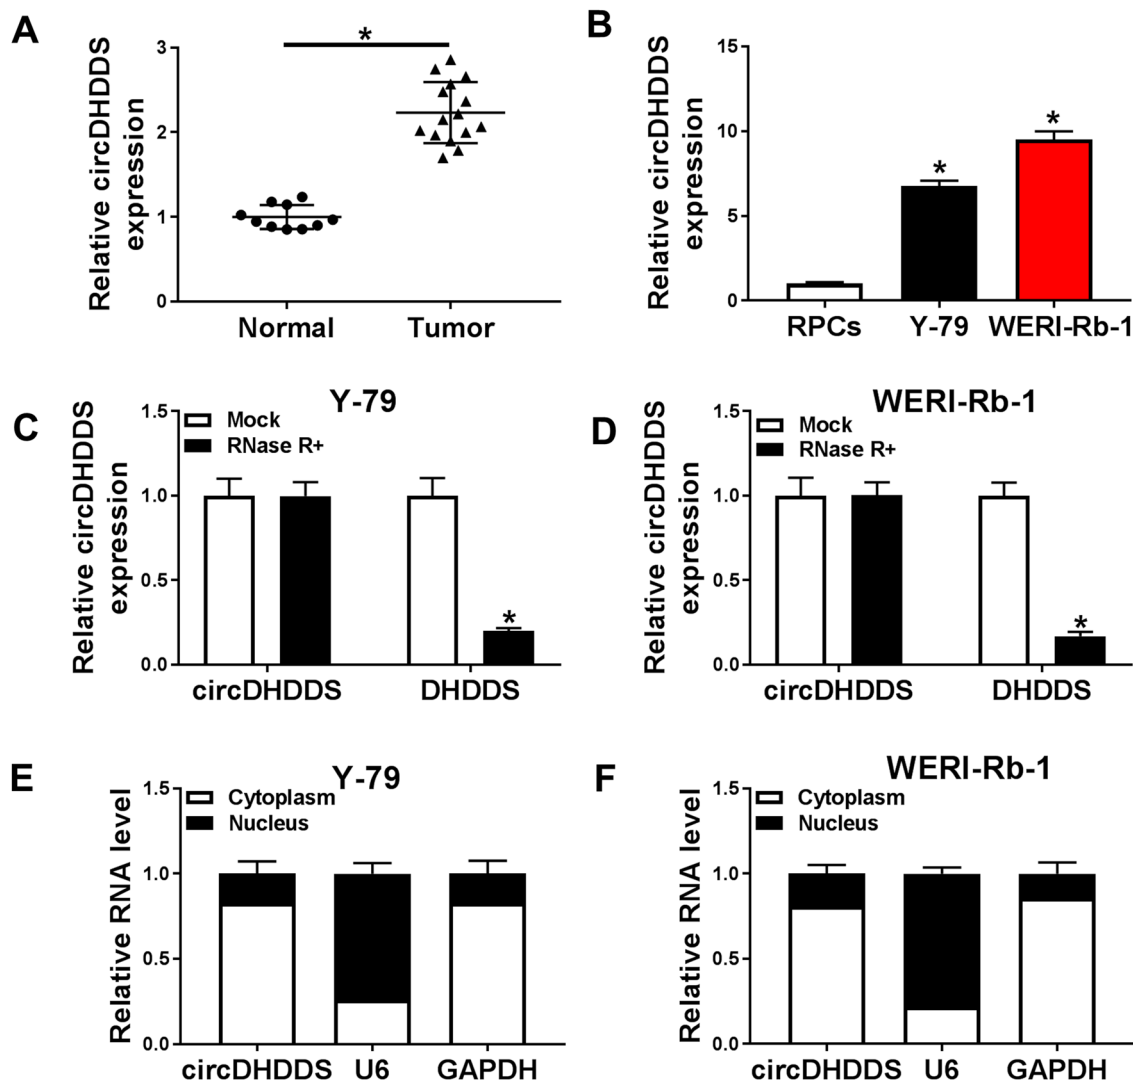 A
Relative circDHDDS
expression
3
2
1
0
*
Normal
Tumor
B
Relative circDHDDS
expression
15
10
5
0
*
*
RPCs
Y-79
WERI-Rb-1
C
Y-79
Relative circDHDDS
expression
1.5
1.0
0.5
0.0
Mock
RNase R+
*
circDHDDS
DHDDS
D
WERI-Rb-1
Relative circDHDDS
expression
1.5
1.0
0.5
0.0
Mock
RNase R+
*
circDHDDS
DHDDS
E
Y-79
Relative RNA level
1.5
1.0
0.5
0.0
Cytoplasm
Nucleus
circDHDDS
U6
GAPDH
F
WERI-Rb-1
Relative RNA level
1.5
1.0
0.5
0.0
Cytoplasm
Nucleus
circDHDDS
U6
GAPDH